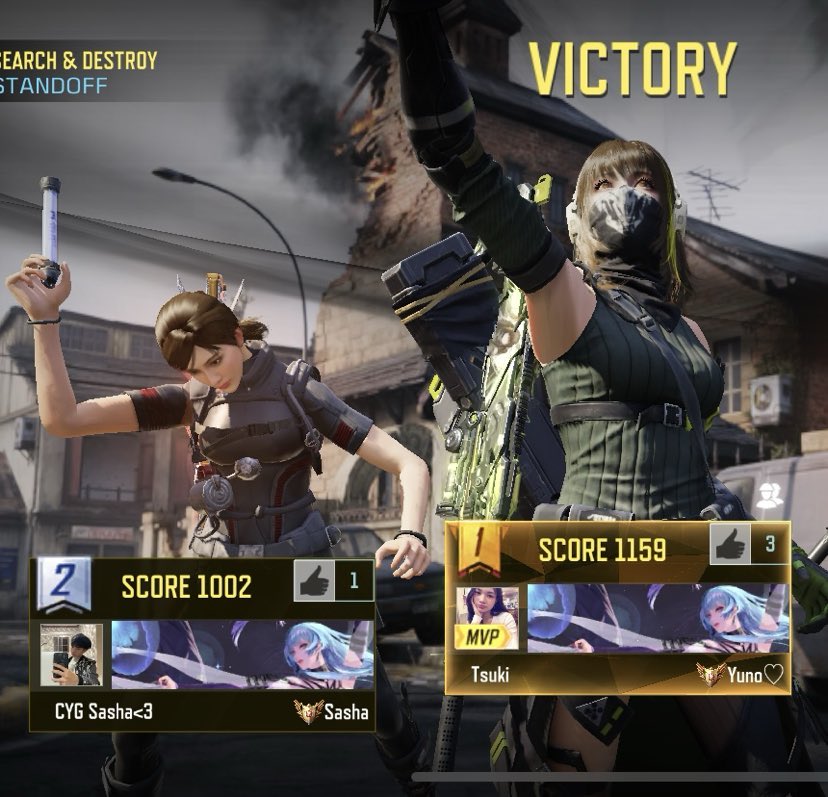 SEARCH & DESTROY
STANDOFF
VICTORY
2
SCORE 1002
1
CYG Sasha<3
Sasha
1
SCORE 1159
3
MVP
Tsuki
Yuno♡